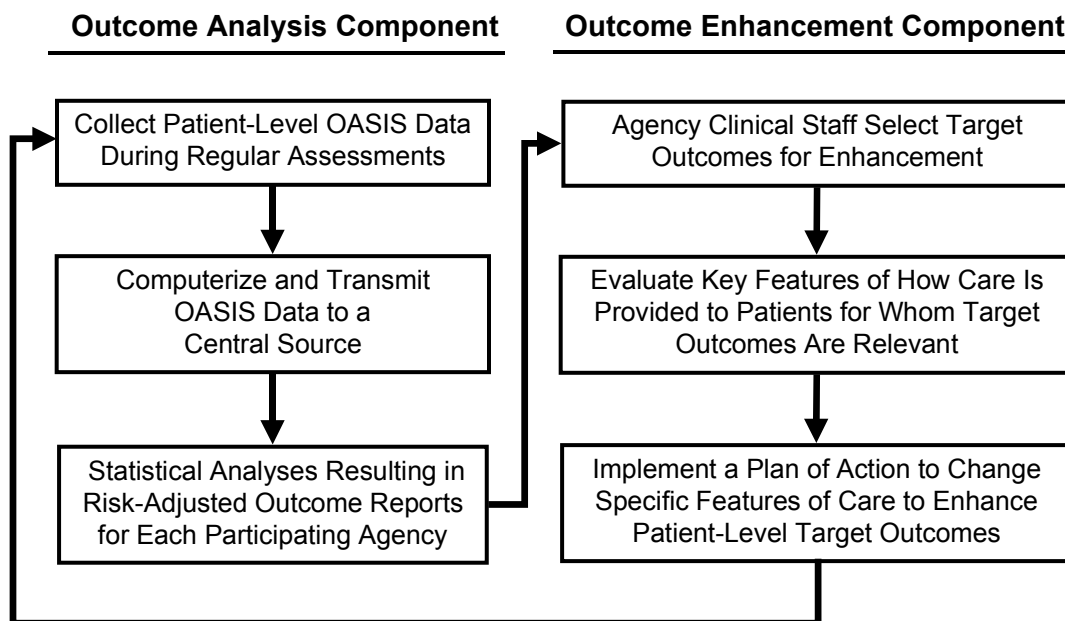 Outcome Analysis Component
Collect Patient-Level OASIS Data
During Regular Assessments
Computerize and Transmit
OASIS Data to a
Central Source
Statistical Analyses Resulting in
Risk-Adjusted Outcome Reports
for Each Participating Agency
Outcome Enhancement Component
Agency Clinical Staff Select Target
Outcomes for Enhancement
Evaluate Key Features of How Care Is
Provided to Patients for Whom Target
Outcomes Are Relevant
Implement a Plan of Action to Change
Specific Features of Care to Enhance
Patient-Level Target Outcomes